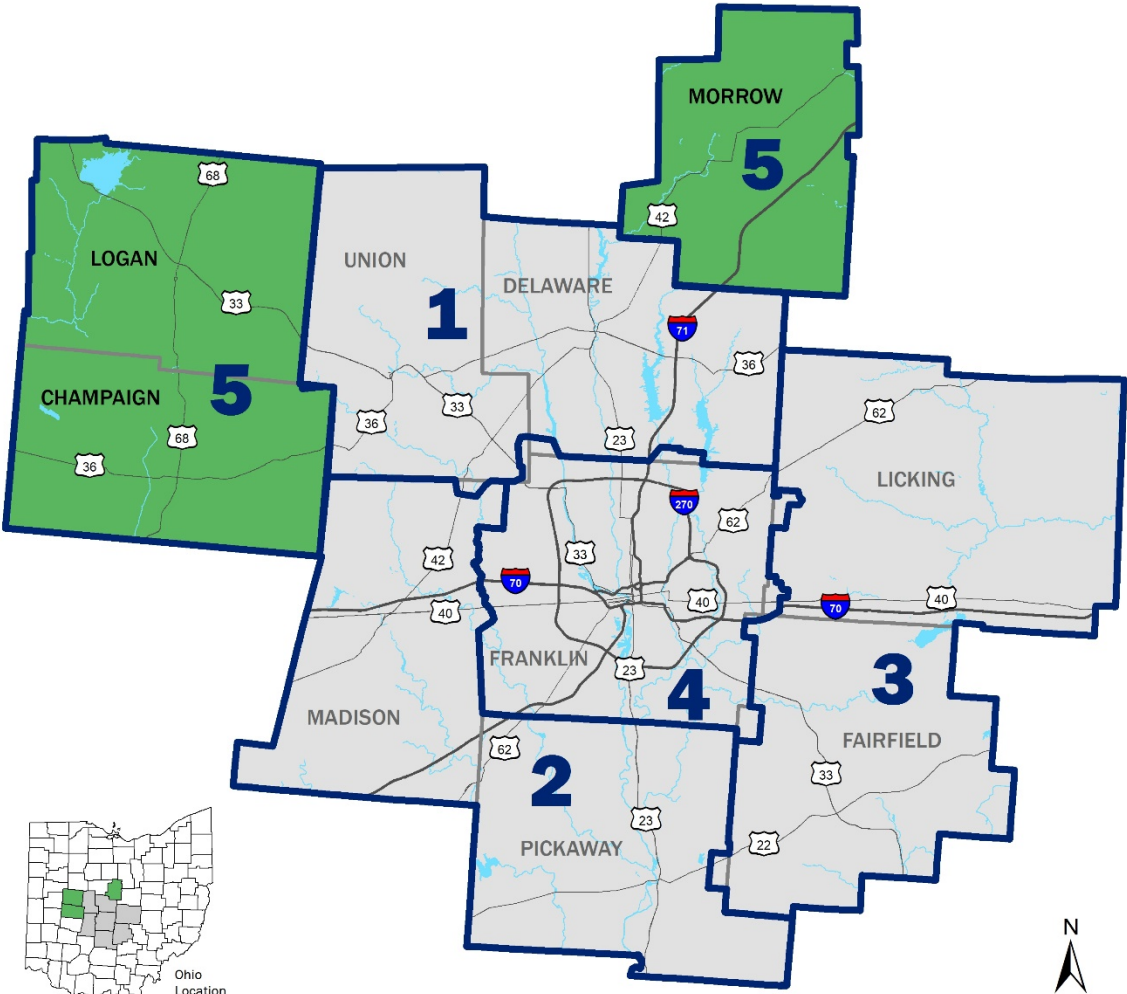 MORROW
5
42
68
LOGAN
33
UNION
1
DELAWARE
71
36
CHAMPAIGN
5
36
33
68
36
23
62
LICKING
270
62
42
33
70
40
40
70
40
FRANKLIN
23
4
3
MADISON
FAIRFIELD
62
2
33
23
22
PICKAWAY
N
Ohio
Location